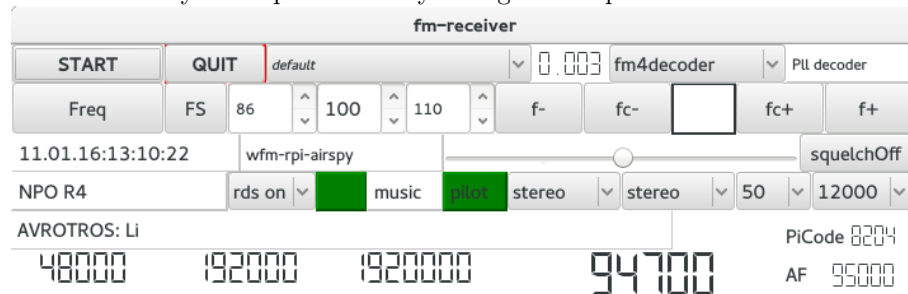 fm-receiver
START QUIT default 0.003 fm4decoder Pll decoder
Freq FS 86 100 110 f- fc- fc+ f+
11.01.16:13:10:22 wfm-rpi-airspy squelchOff
NPO R4 rds on music pilot stereo stereo 50 12000
AVROTROS: Li PiCode 8204
48000 192000 1920000 94700 AF 95000